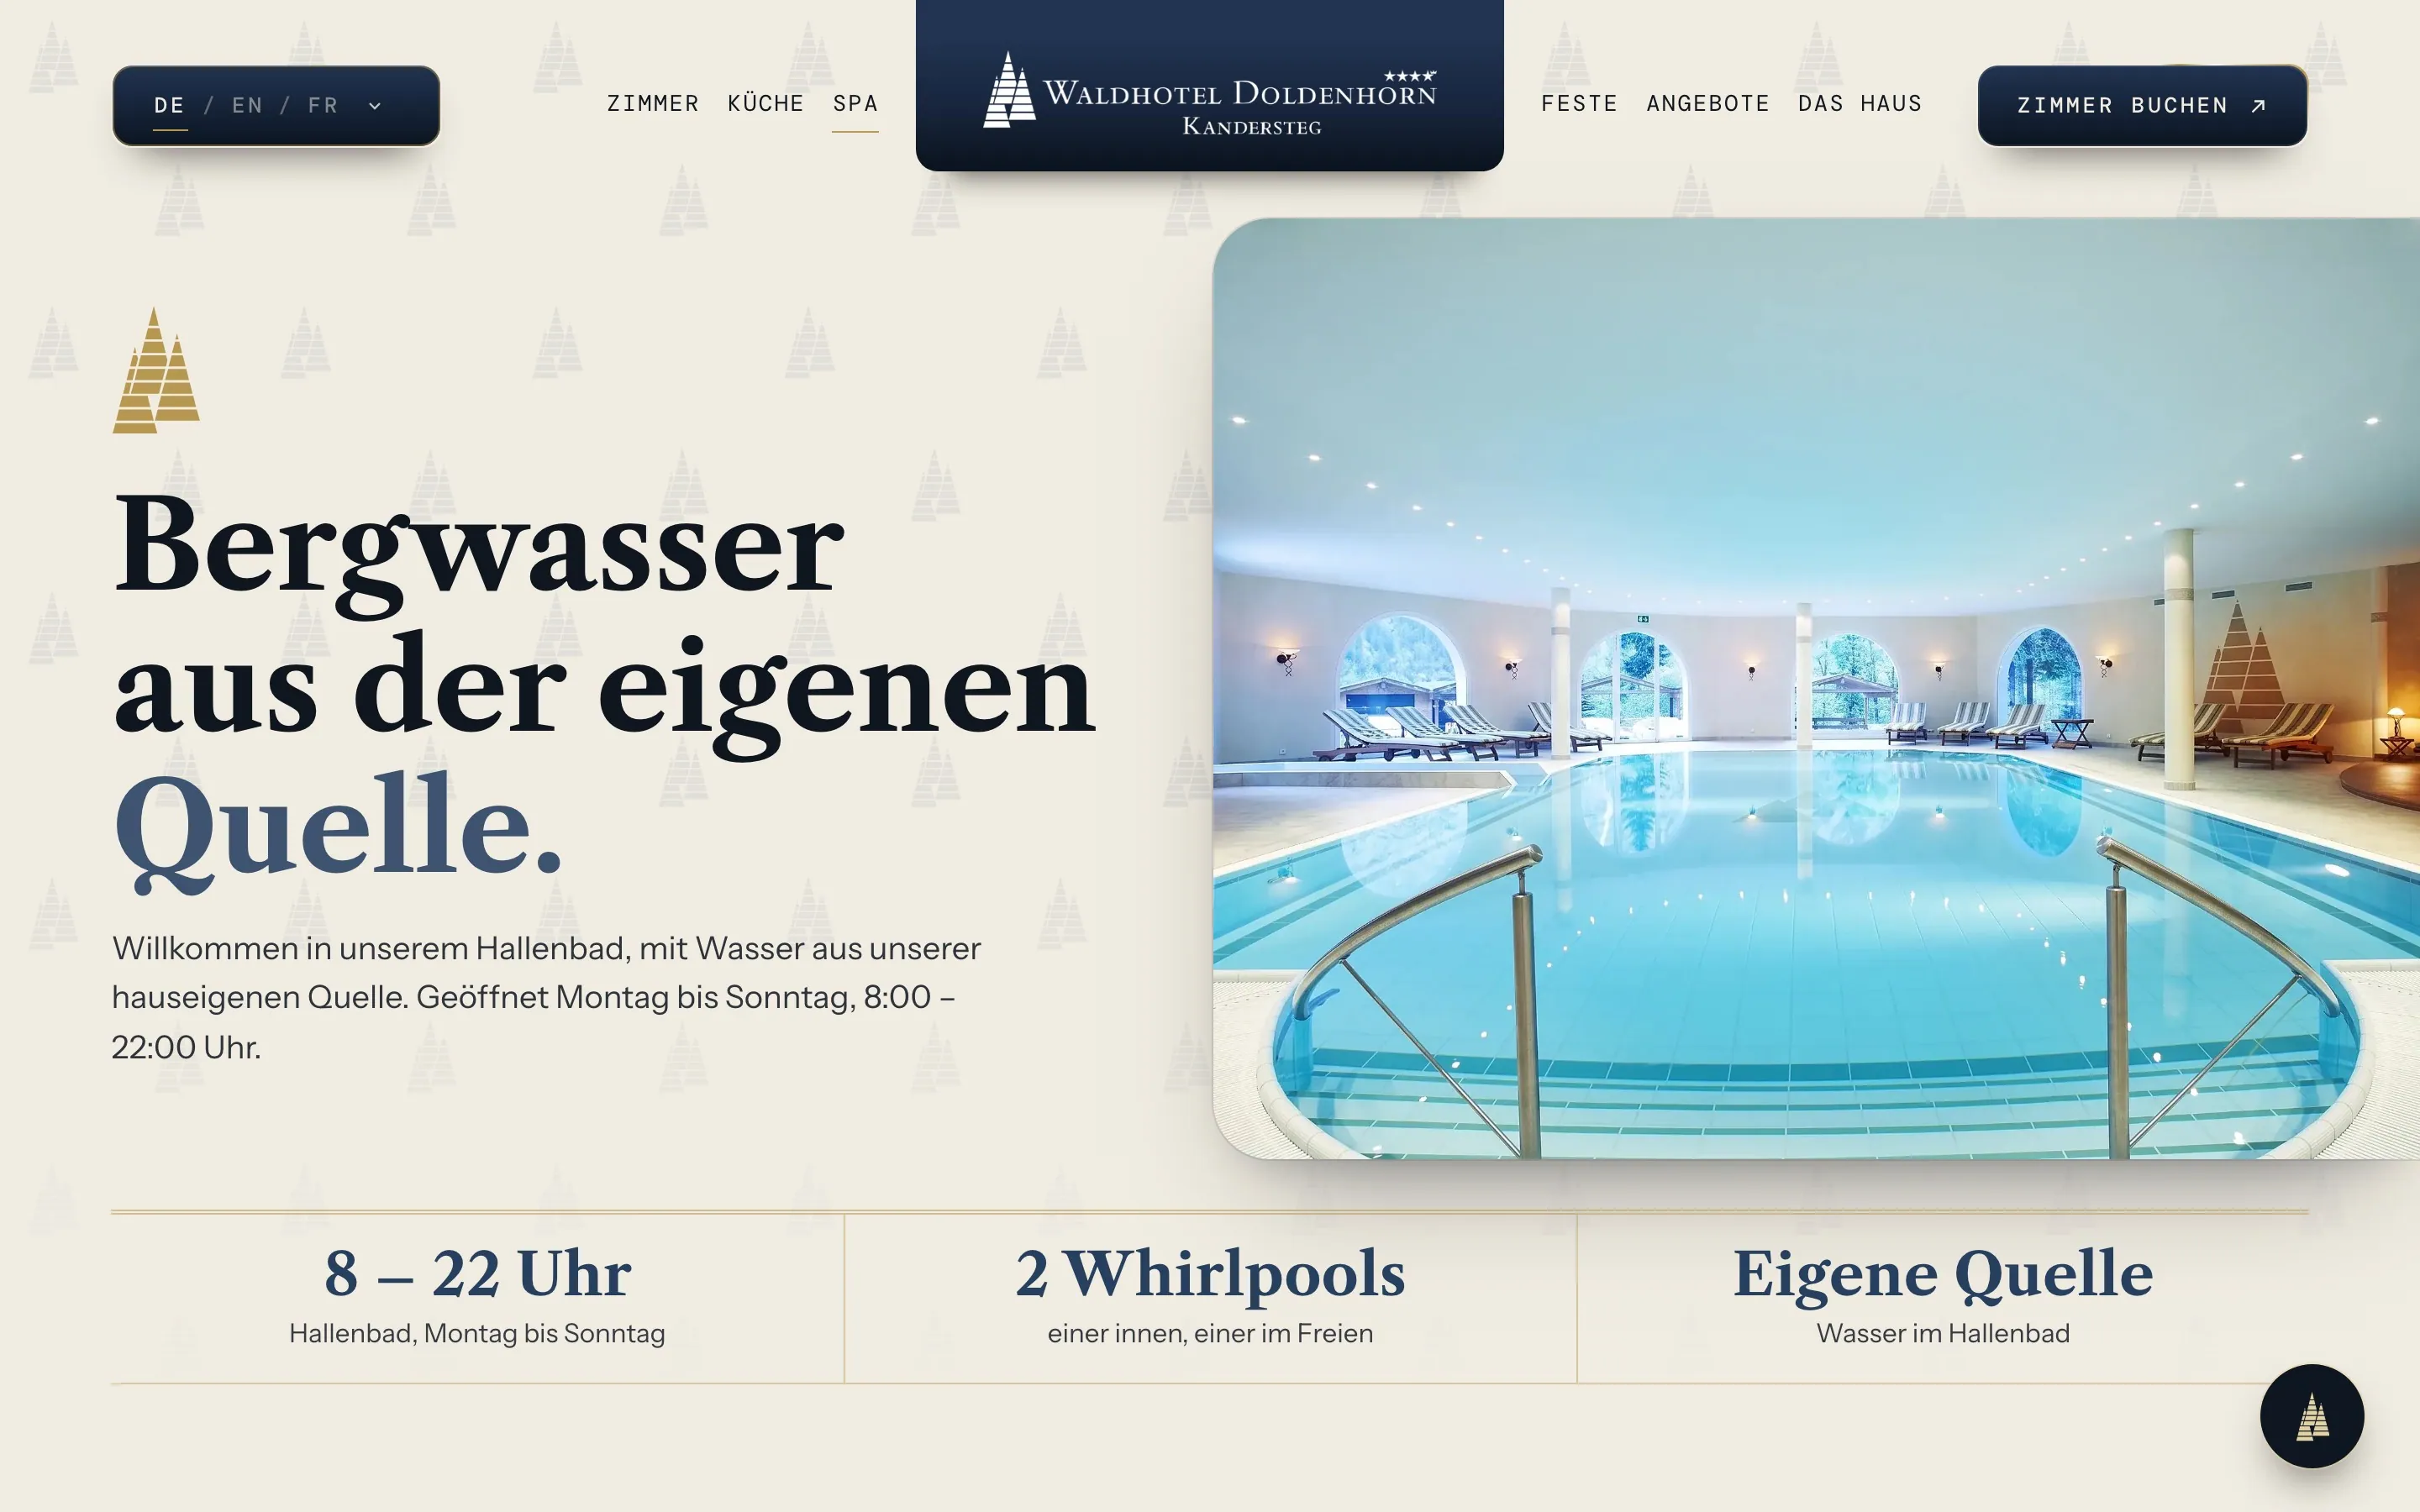 DE / EN / FR
ZIMMER KÜCHE SPA
WALDHOTEL DOLDENHORN
KANDERSTEG
FESTE ANGEBOTE DAS HAUS
ZIMMER BUCHEN
Bergwasser
aus der eigenen
Quelle.
Willkommen in unserem Hallenbad, mit Wasser aus unserer
hauseigenen Quelle. Geöffnet Montag bis Sonntag, 8:00 –
22:00 Uhr.
8 – 22 Uhr
Hallenbad, Montag bis Sonntag
2 Whirlpools
einer innen, einer im Freien
Eigene Quelle
Wasser im Hallenbad